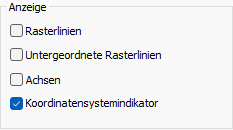 Anzeige
Rasterlinien
Untergeordnete Rasterlinien
Achsen
Koordinatensystemindikator